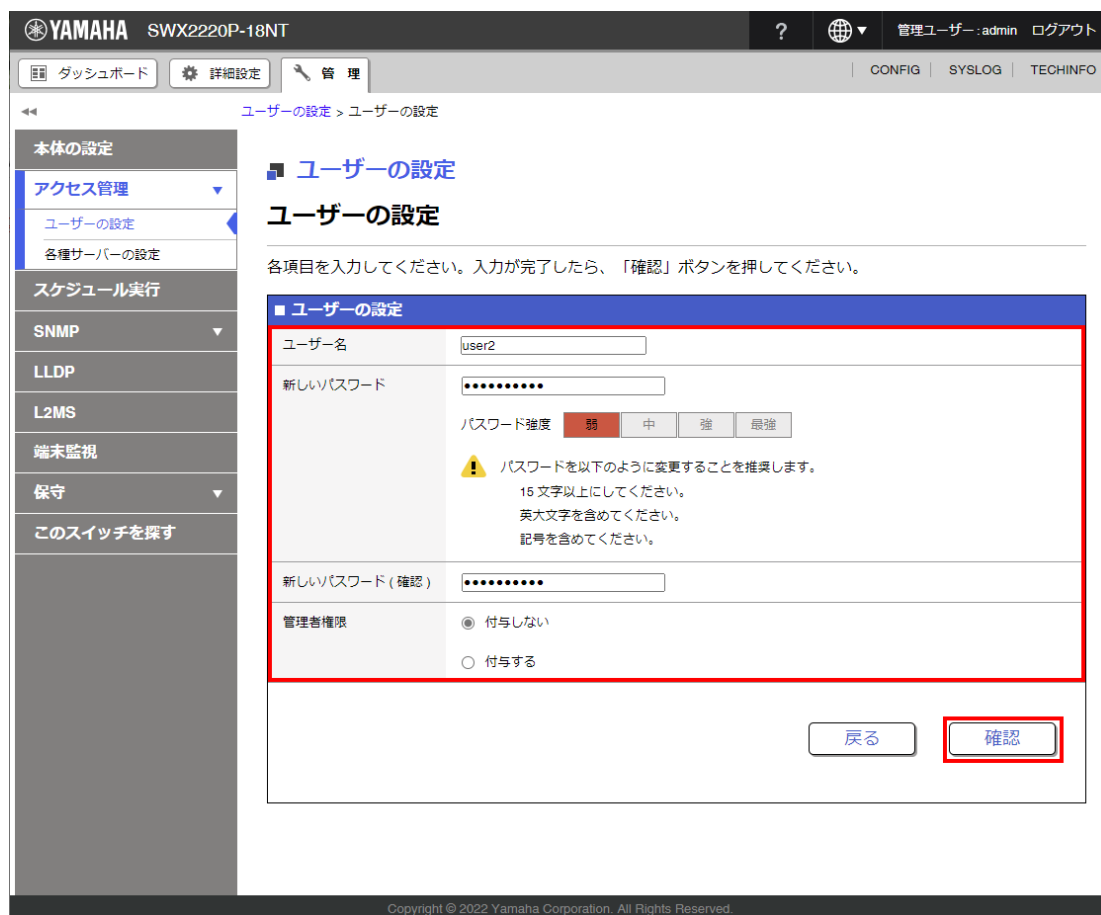 YAMAHA SWX2220P-18NT
? ▼ 管理ユーザー:admin ログアウト
ダッシュボード 詳細設定 管 理 CONFIG SYSLOG TECHINFO
ユーザーの設定 > ユーザーの設定
本体の設定
アクセス管理 ▼
ユーザーの設定
各種サーバーの設定
スケジュール実行
SNMP ▼
LLDP
L2MS
端末監視
保守 ▼
このスイッチを探す
ユーザーの設定
ユーザーの設定
各項目を入力してください。入力が完了したら、「確認」ボタンを押してください。
■ ユーザーの設定
ユーザー名 user2
新しいパスワード ••••••••••
パスワード強度 弱 中 強 最強
パスワードを以下のように変更することを推奨します。
15 文字以上にしてください。
英大文字を含めてください。
記号を含めてください。
新しいパスワード ( 確認 ) ••••••••••
管理者権限 付与しない
付与する
戻る 確認
Copyright © 2022 Yamaha Corporation. All Rights Reserved.